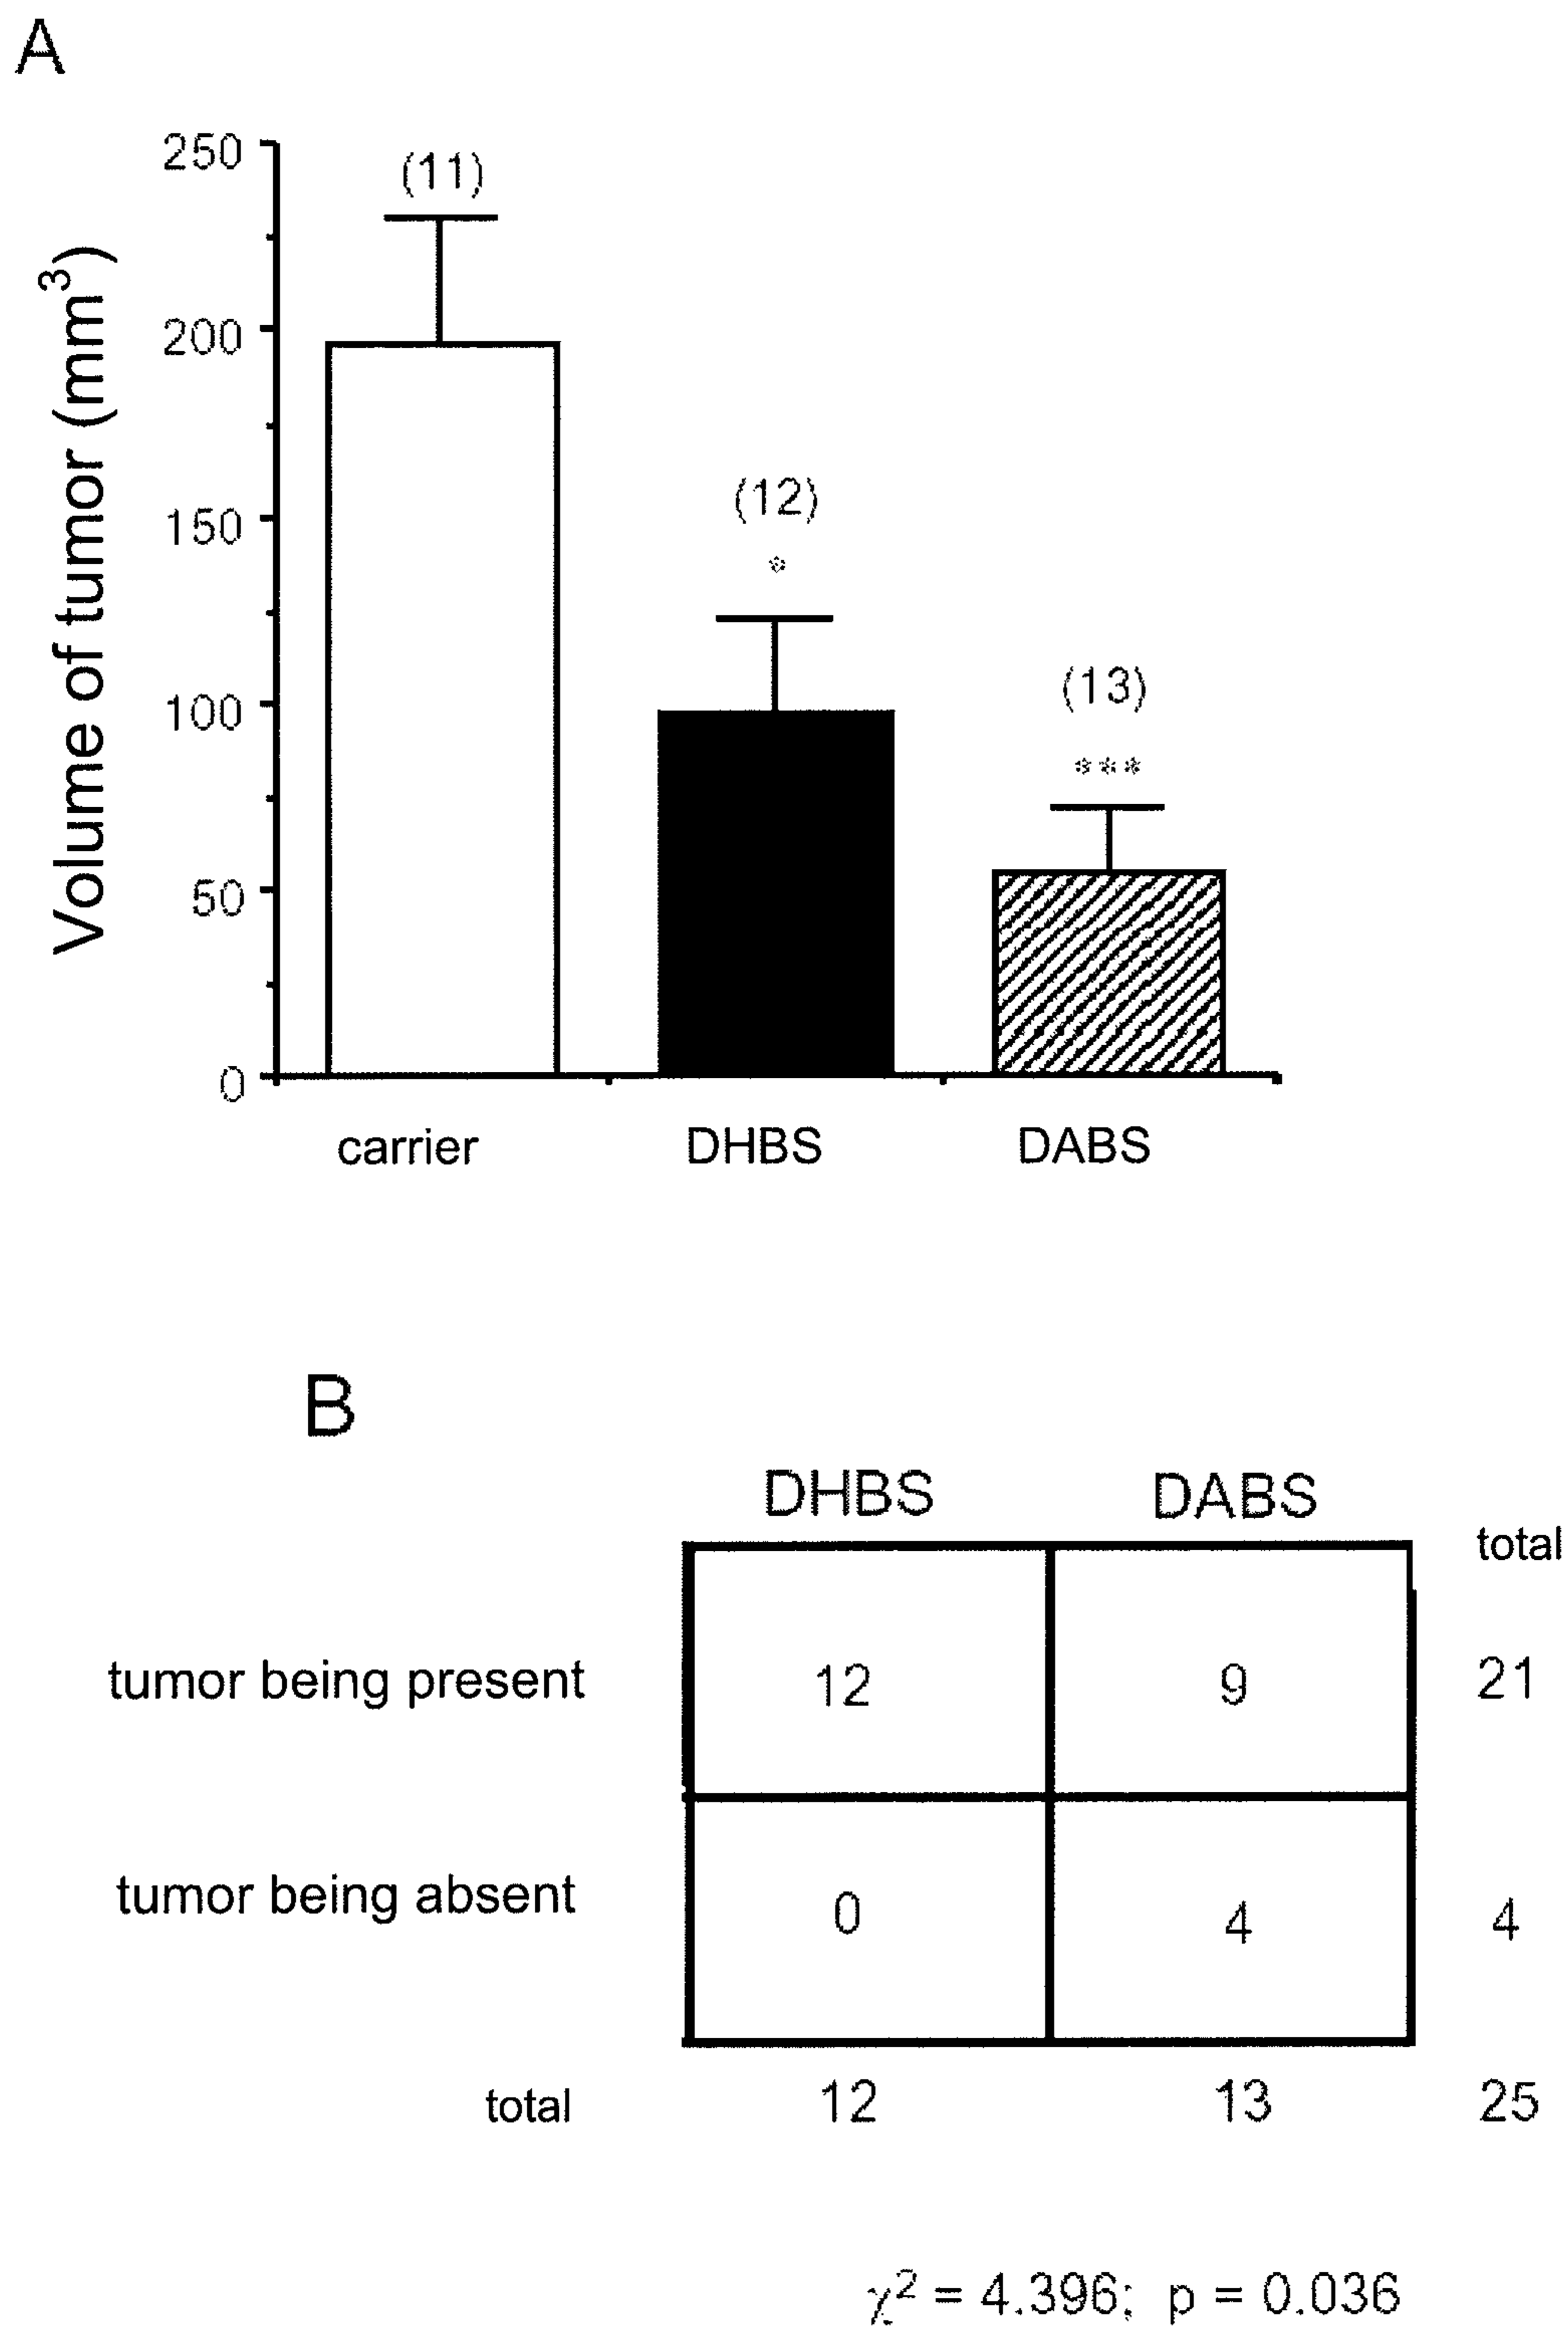 A
250
(11)
200
150
(12)
*
100
(13)
***
50
0
Volume of tumor (mm³)
carrier DHBS DABS
B
DHBS DABS
total
tumor being present 12 9 21
tumor being absent 0 4 4
total 12 13 25
χ² = 4.396; p = 0.036